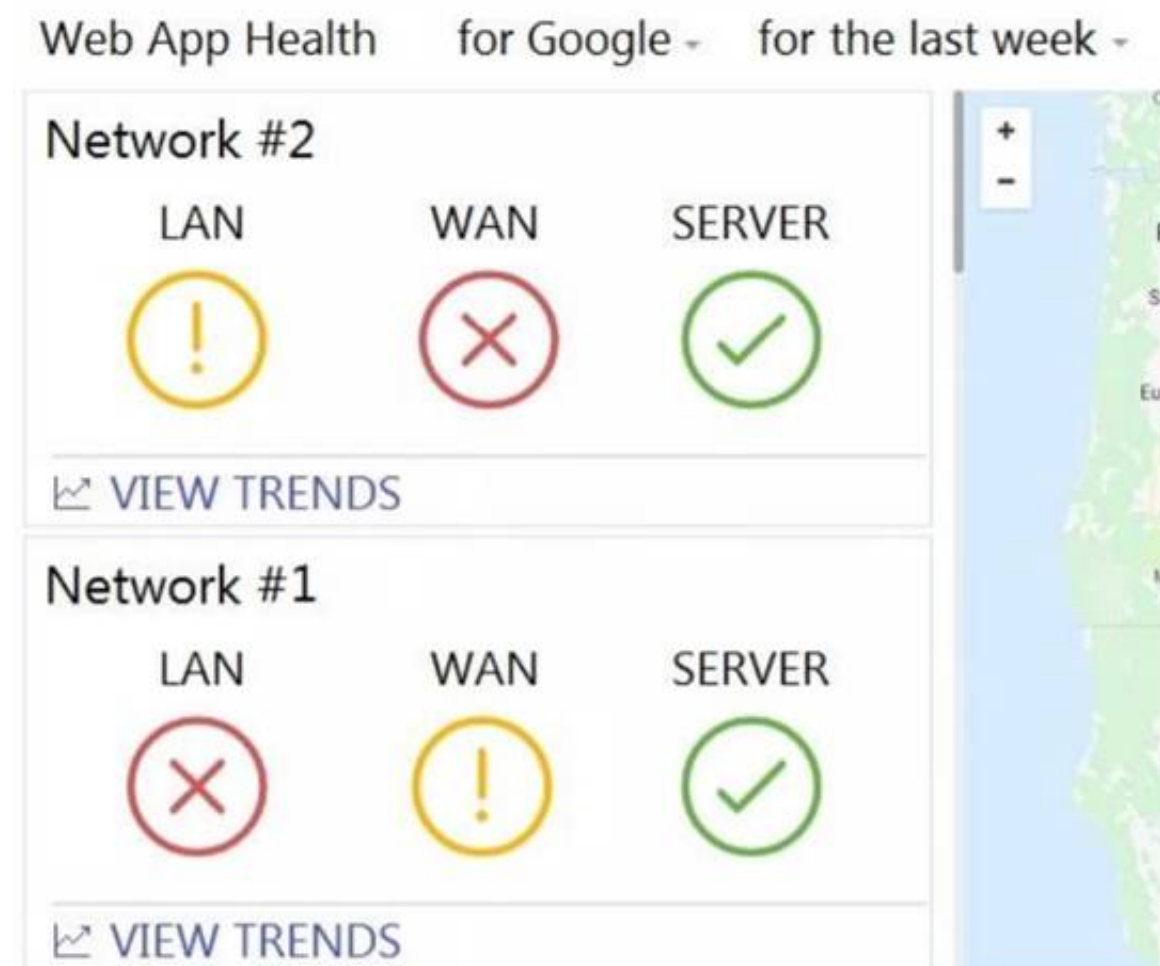 Web App Health for Google for the last week
Network #2
LAN WAN SERVER
VIEW TRENDS
Network #1
LAN WAN SERVER
VIEW TRENDS
+
-
Eu